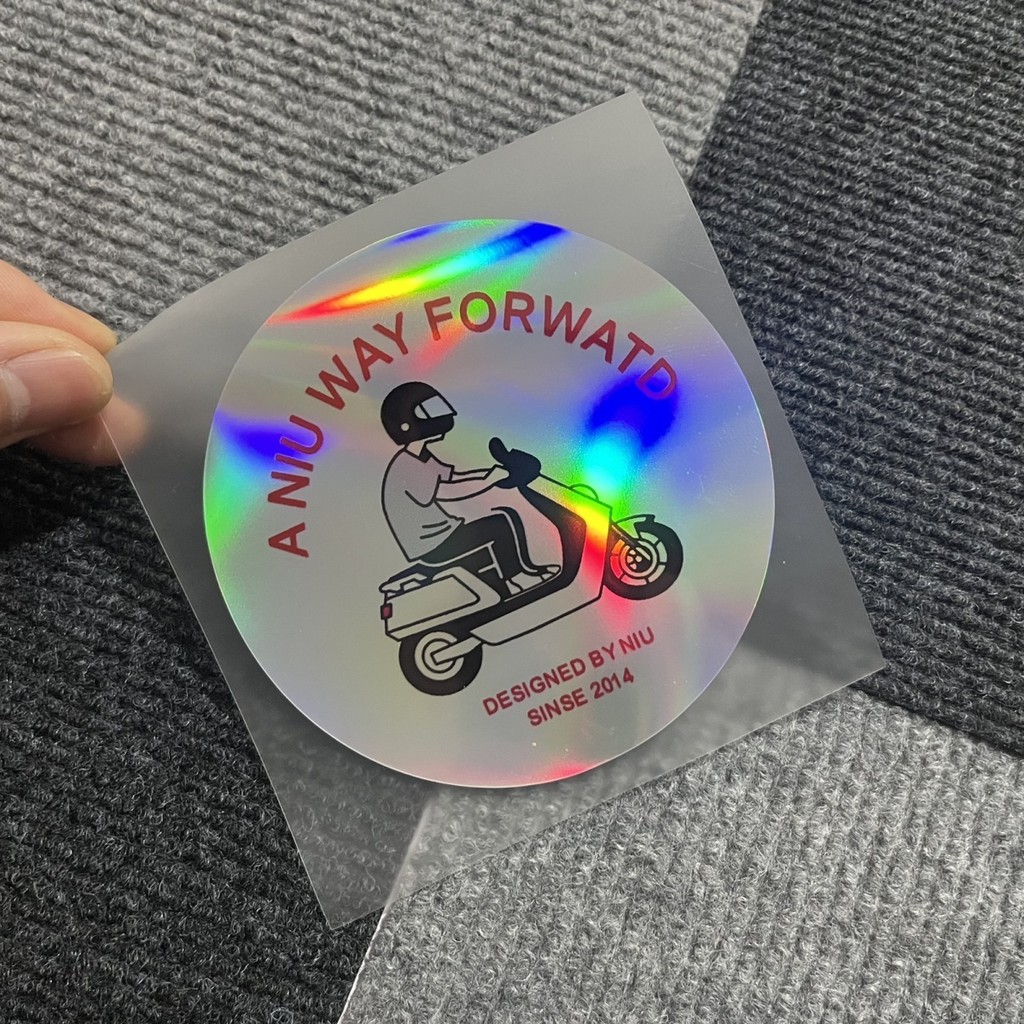 A NIU WAY FORWATD
DESIGNED BY NIU
SINSE 2014